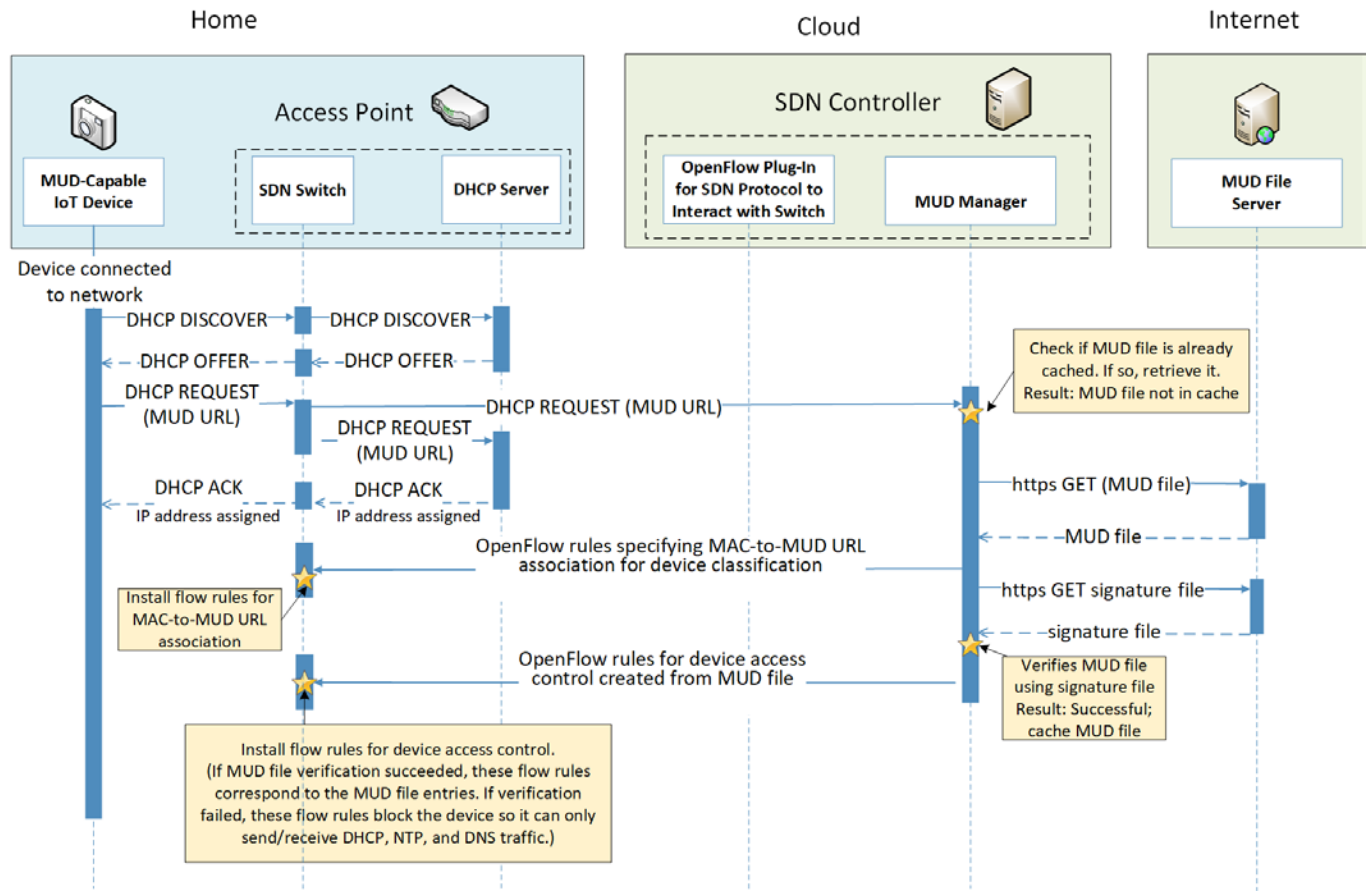 Home
Cloud
Internet
Access Point
SDN Controller
MUD-Capable
IoT Device
SDN Switch
DHCP Server
OpenFlow Plug-In
for SDN Protocol to
Interact with Switch
MUD Manager
MUD File
Server
Device connected
to network
DHCP DISCOVER
DHCP DISCOVER
DHCP OFFER
DHCP OFFER
Check if MUD file is already
cached. If so, retrieve it.
Result: MUD file not in cache
DHCP REQUEST
(MUD URL)
DHCP REQUEST (MUD URL)
DHCP REQUEST
(MUD URL)
https GET (MUD file)
DHCP ACK
IP address assigned
DHCP ACK
IP address assigned
MUD file
OpenFlow rules specifying MAC-to-MUD URL
association for device classification
https GET signature file
Install flow rules for
MAC-to-MUD URL
association
signature file
OpenFlow rules for device access
control created from MUD file
Verifies MUD file
using signature file
Result: Successful;
cache MUD file
Install flow rules for device access control.
(If MUD file verification succeeded, these flow rules
correspond to the MUD file entries. If verification
failed, these flow rules block the device so it can only
send/receive DHCP, NTP, and DNS traffic.)